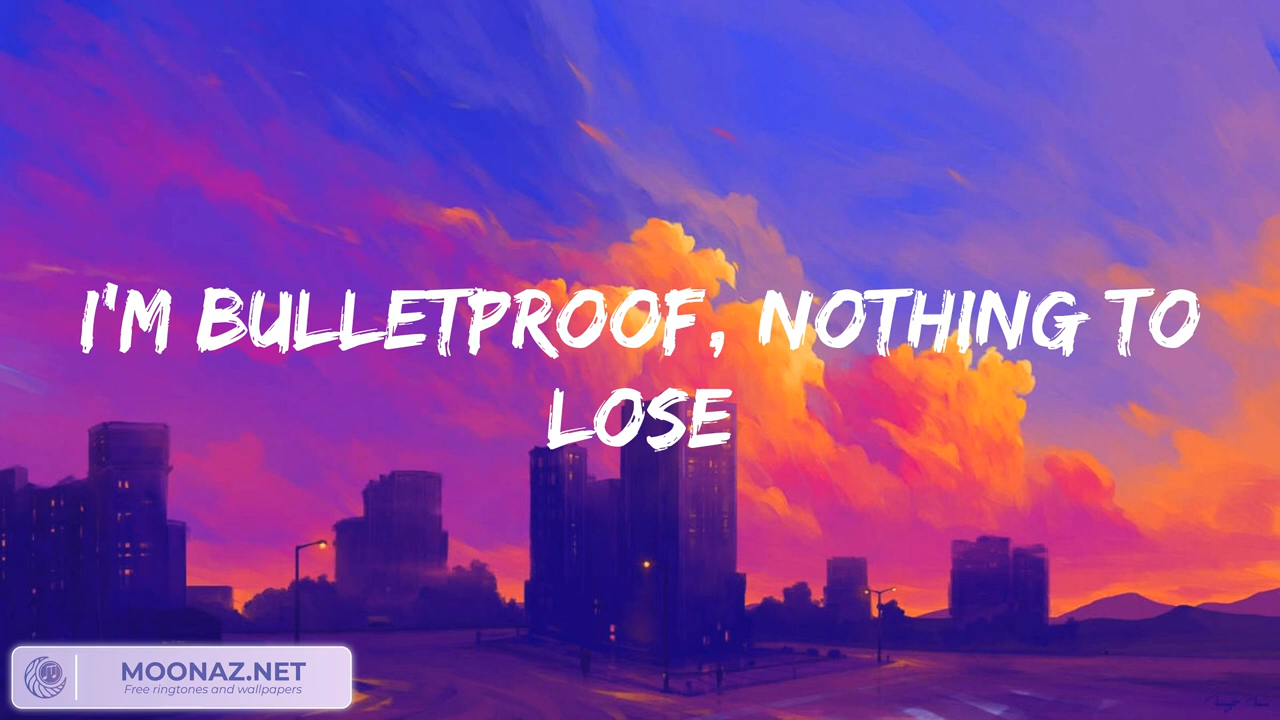 I'M BULLETPROOF, NOTHING TO
LOSE
MOONAZ.NET
Free ringtones and wallpapers